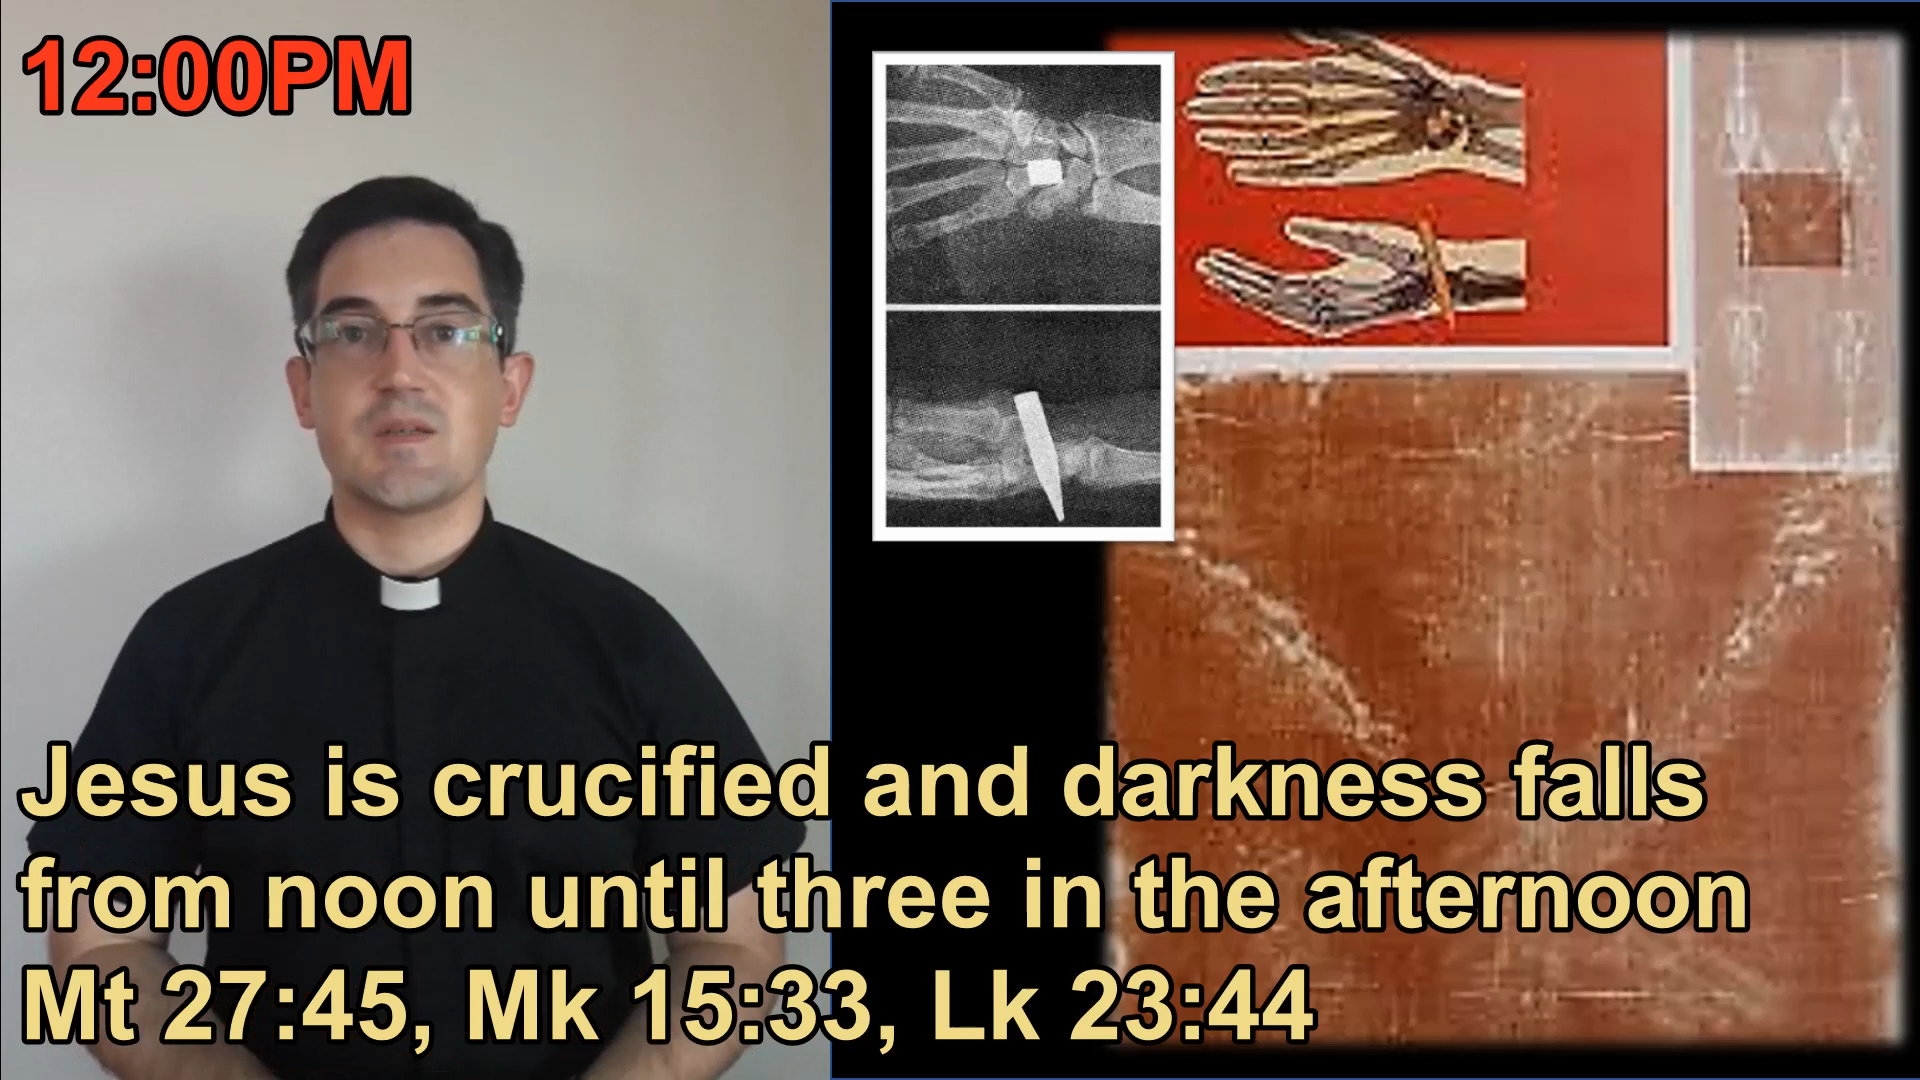 12:00PM
Jesus is crucified and darkness falls
from noon until three in the afternoon
Mt 27:45, Mk 15:33, Lk 23:44